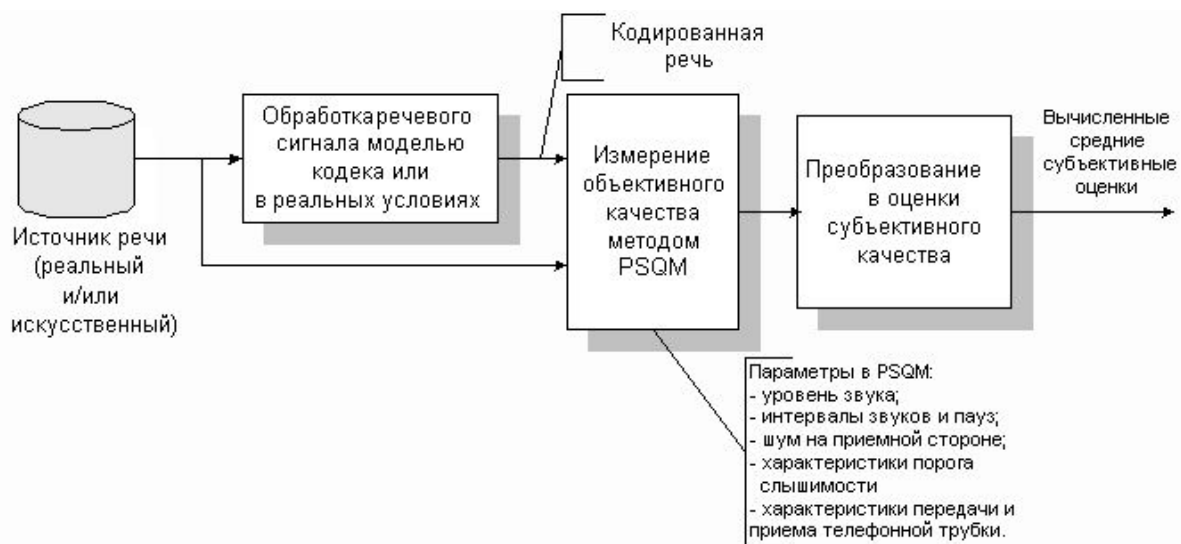 Кодированная
речь
Обработкаречевого
сигнала моделью
кодека или
в реальных условиях
Источник речи
(реальный
и/или
искусственный)
Измерение
объективного
качества
методом
PSQM
Преобразование
в оценки
субъективного
качества
Вычисленные
средние
субъективные
оценки
Параметры в PSQM:
- уровень звука;
- интервалы звуков и пауз;
- шум на приемной стороне;
- характеристики порога
слышимости
- характеристики передачи и
приема телефонной трубки.